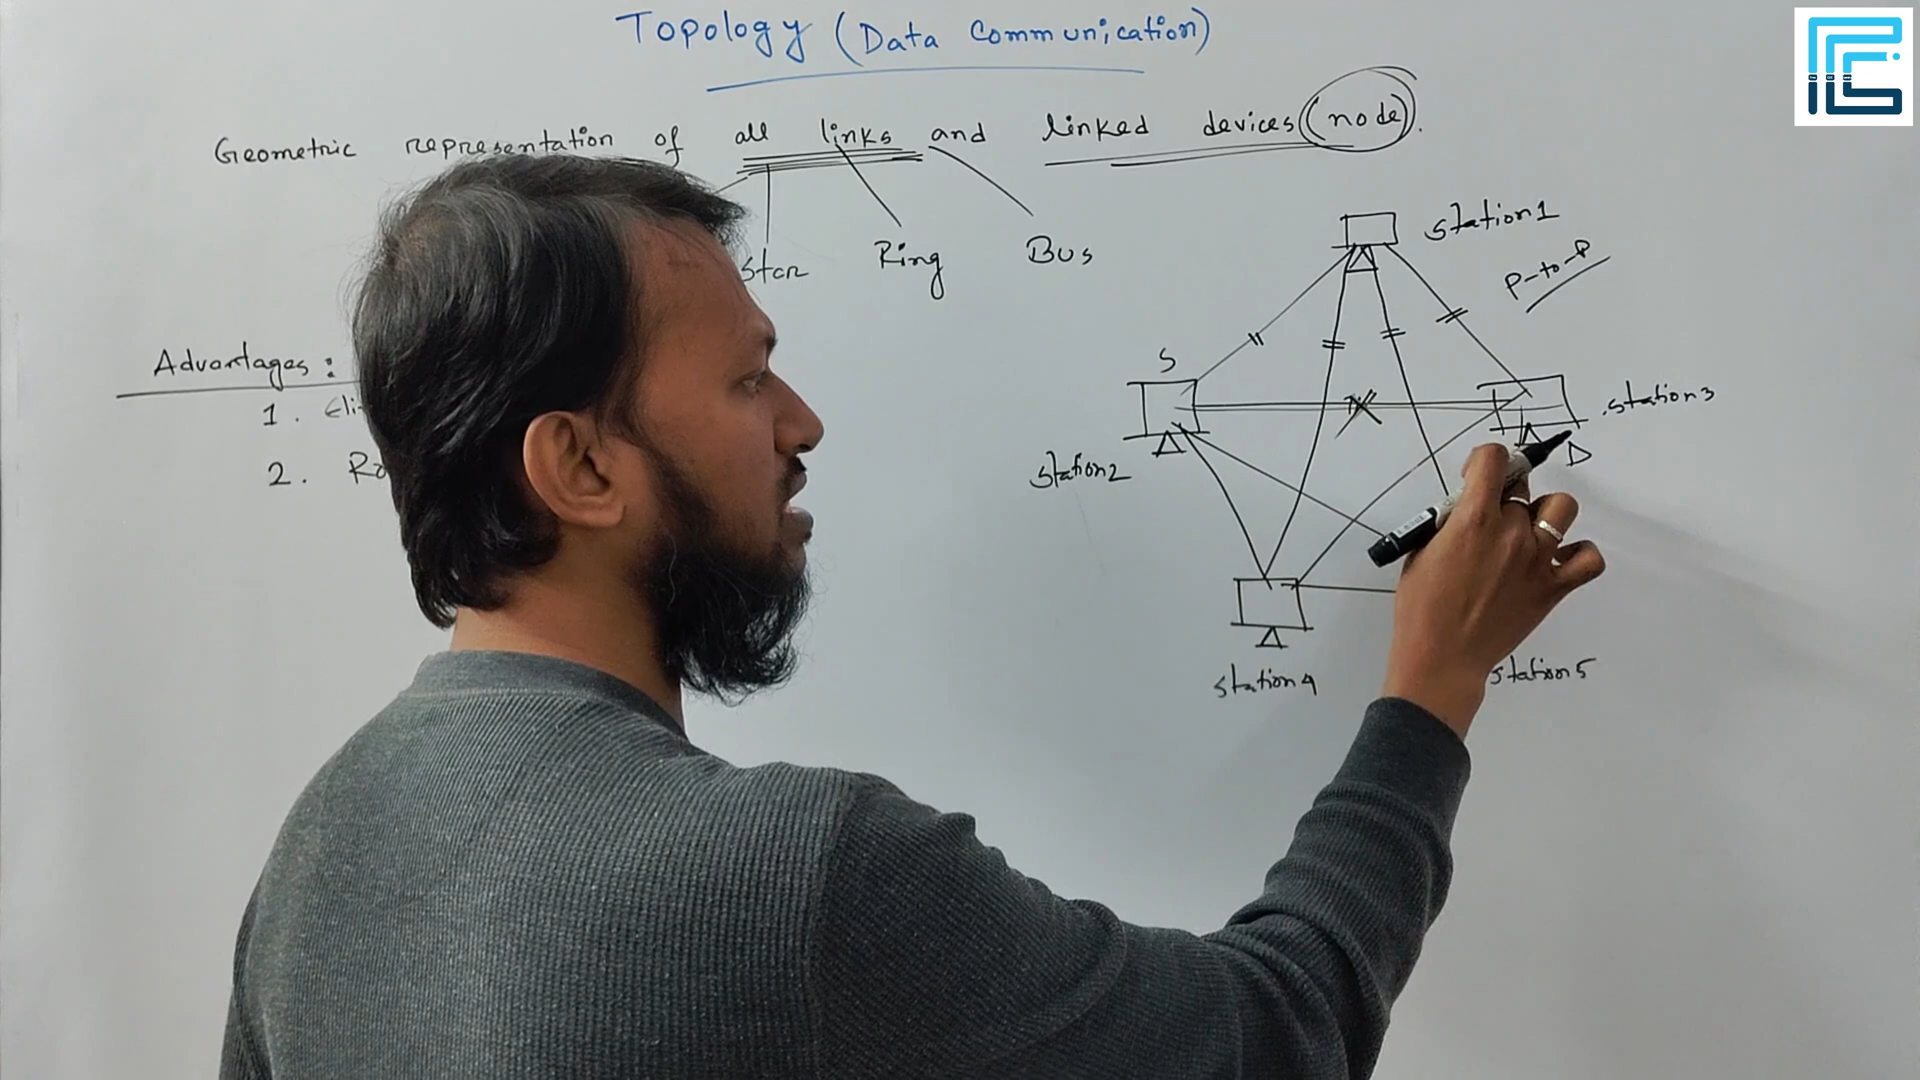 Topology (Data Communication)
Geometric representation of all links and linked devices (node).
Star Ring Bus
station1
P-to-P
S
station3
D
station2
Advantages:
1.
2.
station4
station5